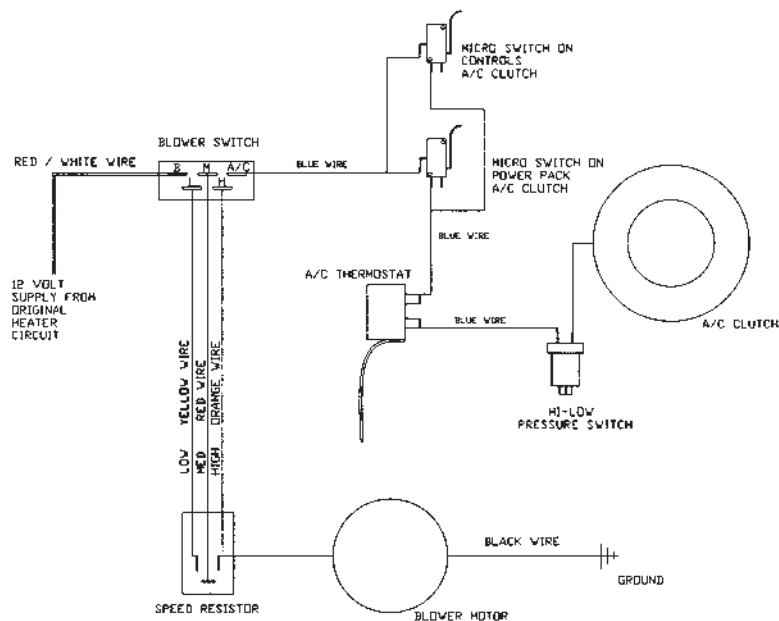 MICRO SWITCH ON
CONTROLS
A/C CLUTCH
BLOWER SWITCH
RED / WHITE WIRE
B M A/C
H
BLUE WIRE
MICRO SWITCH ON
POWER PACK
A/C CLUTCH
BLUE WIRE
A/C THERMOSTAT
12 VOLT
SUPPLY FROM
ORIGINAL
HEATER
CIRCUIT
BLUE WIRE
A/C CLUTCH
HI-LOW
PRESSURE SWITCH
LOW YELLOW WIRE
MED RED WIRE
HIGH ORANGE WIRE
BLACK WIRE
GROUND
SPEED RESISTOR
BLOWER MOTOR